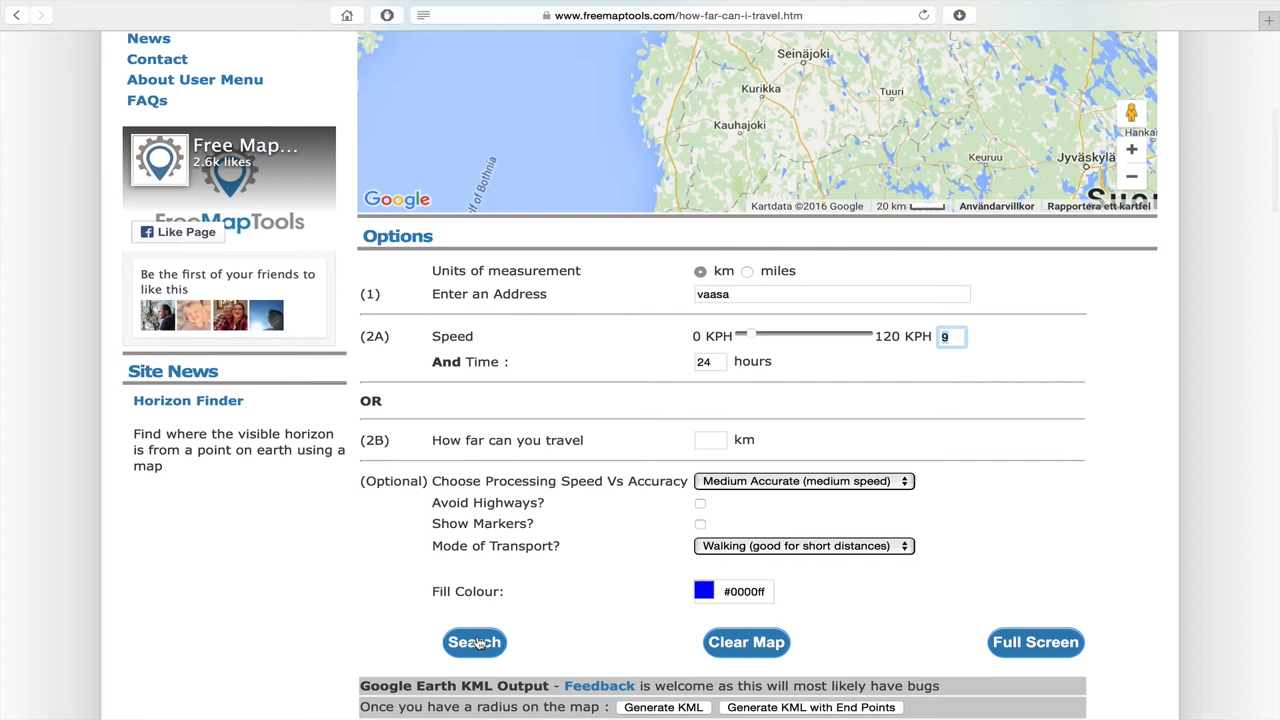 www.freemaptools.com/how-far-can-i-travel.htm
News
Contact
About User Menu
FAQs
Free Map...
2.6k likes
FreeMapTools
Like Page
Be the first of your friends to
like this
Site News
Horizon Finder
Find where the visible horizon
is from a point on earth using a
map
Seinäjoki
Kurikka
Tuuri
Kauhajoki
Keuruu
Jyväskylä
Google
Kartdata ©2016 Google
20 km
Användarvillkor
Rapportera ett kartfel
Options
Units of measurement km miles
(1) Enter an Address vaasa
(2A) Speed 0 KPH 120 KPH 9
And Time : 24 hours
OR
(2B) How far can you travel km
(Optional) Choose Processing Speed Vs Accuracy Medium Accurate (medium speed)
Avoid Highways?
Show Markers?
Mode of Transport? Walking (good for short distances)
Fill Colour: #0000ff
Search Clear Map Full Screen
Google Earth KML Output - Feedback is welcome as this will most likely have bugs
Once you have a radius on the map : Generate KML Generate KML with End Points